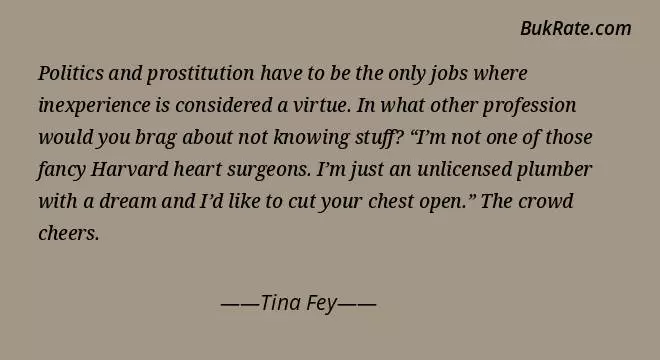 BukRate.com
Politics and prostitution have to be the only jobs where
inexperience is considered a virtue. In what other profession
would you brag about not knowing stuff? “I’m not one of those
fancy Harvard heart surgeons. I’m just an unlicensed plumber
with a dream and I’d like to cut your chest open.” The crowd
cheers.
——Tina Fey——